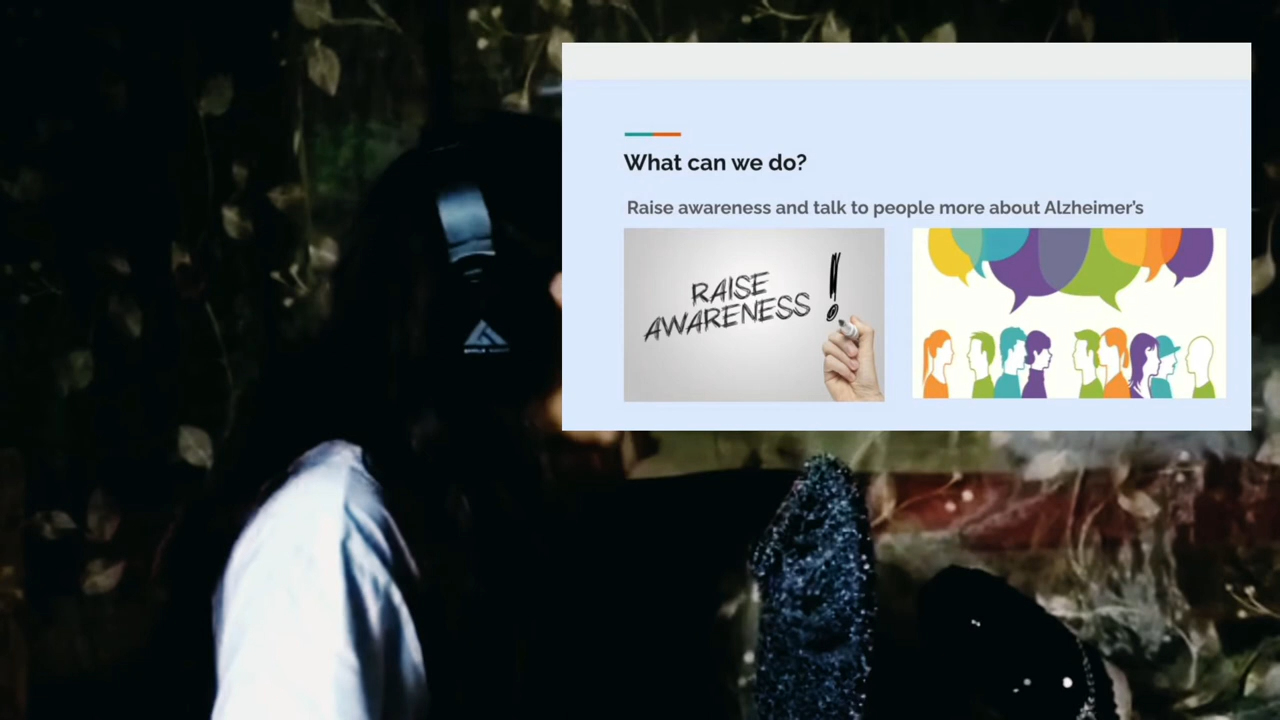 What can we do?
Raise awareness and talk to people more about Alzheimer's
RAISE
AWARENESS !